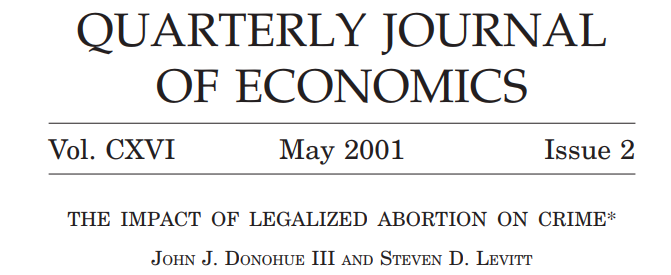 QUARTERLY JOURNAL
OF ECONOMICS
Vol. CXVI May 2001 Issue 2
THE IMPACT OF LEGALIZED ABORTION ON CRIME*
JOHN J. DONOHUE III AND STEVEN D. LEVITT